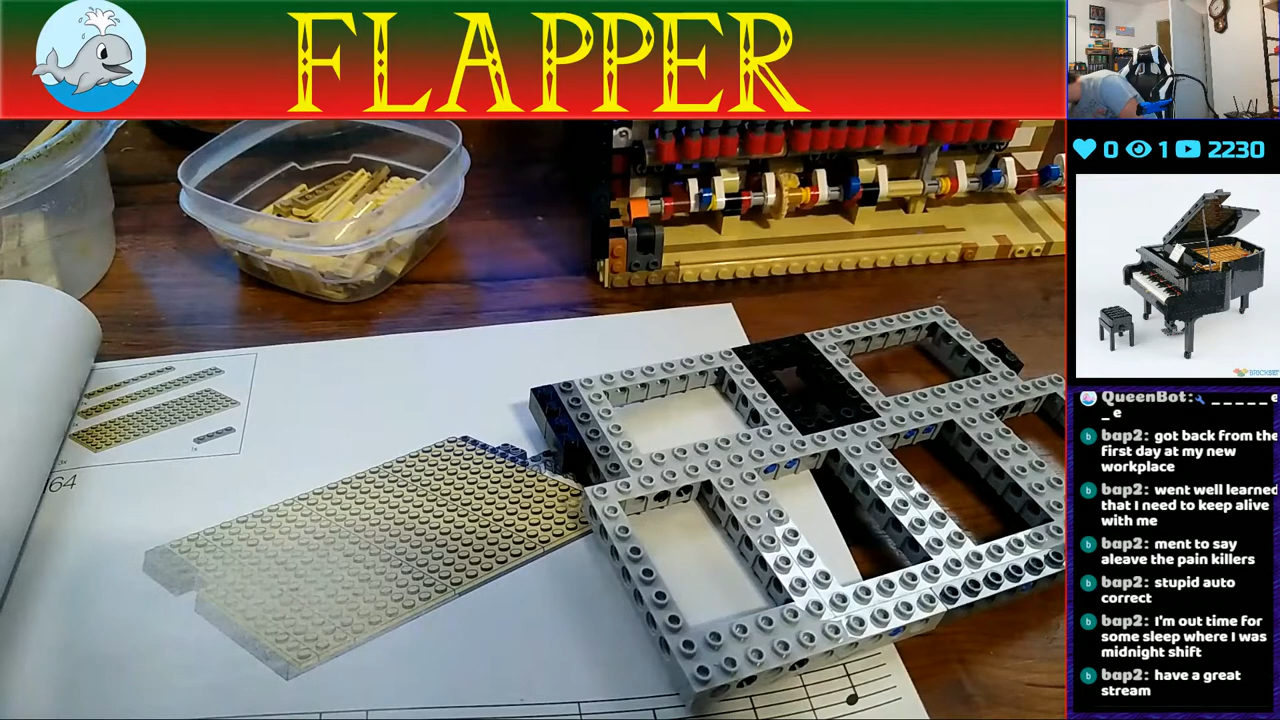 FLAPPER
0 1 2230
BRICKSET
64
QueenBot: _ _ _ _ _ e
_ e
bap2: got back from the
first day at my new
workplace
bap2: went well learned
that I need to keep alive
with me
bap2: ment to say
aleave the pain killers
bap2: stupid auto
correct
bap2: I'm out time for
some sleep where I was
midnight shift
bap2: have a great
stream